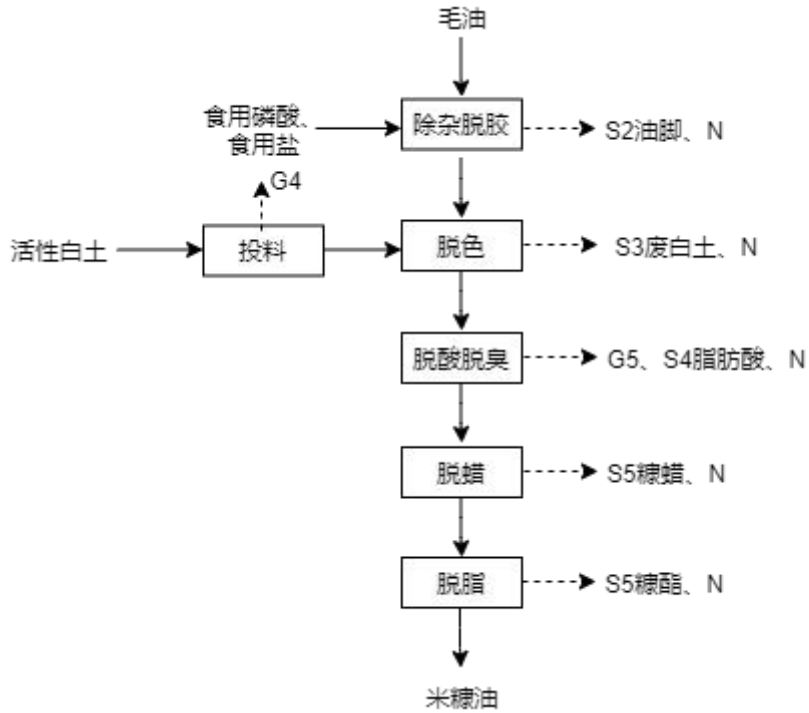 毛油
食用磷酸、
食用盐
除杂脱胶
S2油脚、N
G4
活性白土
投料
脱色
S3废白土、N
脱酸脱臭
G5、S4脂肪酸、N
脱蜡
S5糠蜡、N
脱脂
S5糠酯、N
米糠油